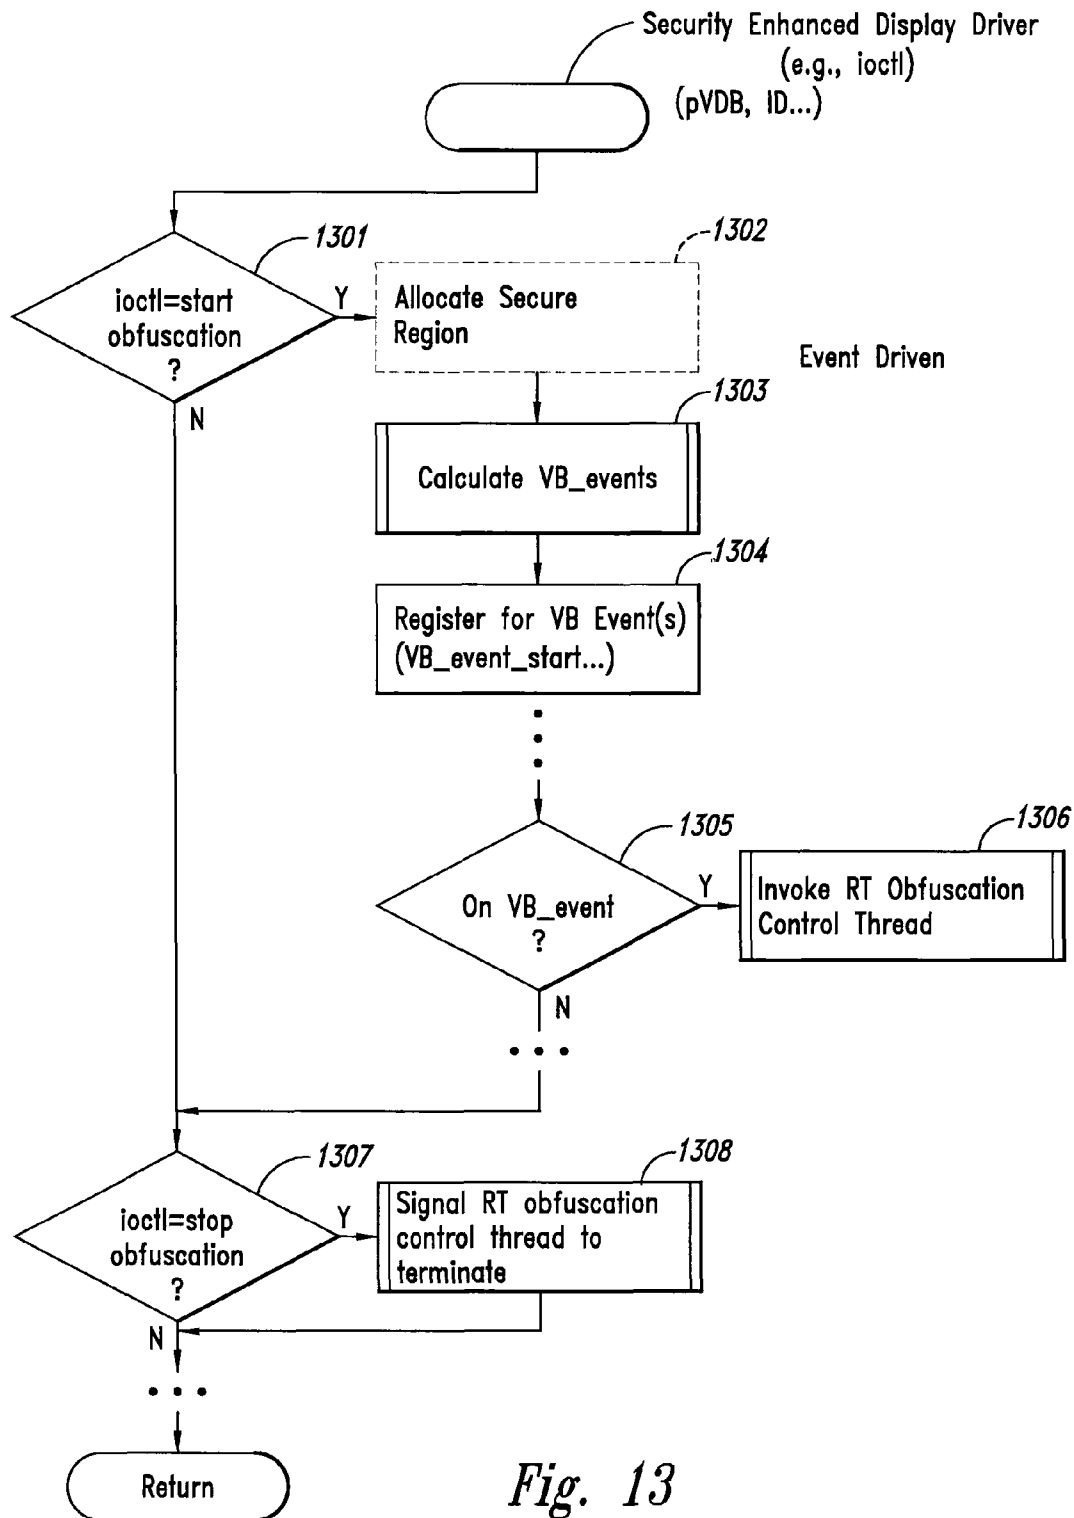 Security Enhanced Display Driver
(e.g., ioctl)
(pVDB, ID...)
1301
ioctl=start
obfuscation
?
Y
N
1302
Allocate Secure
Region
Event Driven
1303
Calculate VB_events
1304
Register for VB Event(s)
(VB_event_start...)
1305
On VB_event
?
Y
N
1306
Invoke RT Obfuscation
Control Thread
1307
ioctl=stop
obfuscation
?
Y
N
1308
Signal RT obfuscation
control thread to
terminate
Return
Fig. 13